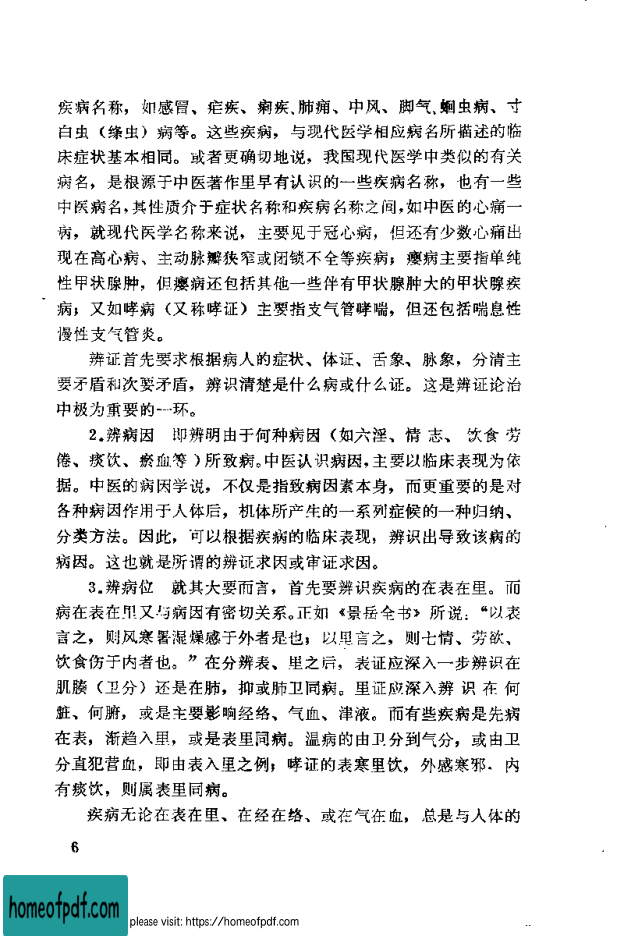 疾病名称，如感冒、疟疾、痢疾、肺痈、中风、脚气、蛔虫病、寸
白虫（绦虫）病等。这些疾病，与现代医学相应病名所描述的临
床症状基本相同。或者更确切地说，我国现代医学中类似的有关
病名，是根源于中医著作里早有认识的一些疾病名称，也有一些
中医病名，其性质介于症状名称和疾病名称之间，如中医的心痛一
病，就现代医学名称来说，主要见于冠心病，但还有少数心痛出
现在高心病、主动脉瓣狭窄或闭锁不全等疾病；瘿病主要指单纯
性甲状腺肿，但瘿病还包括其他一些伴有甲状腺肿大的甲状腺疾
病；又如哮病（又称哮证）主要指支气管哮喘，但还包括喘息性
慢性支气管炎。
辨证首先要求根据病人的症状、体证、舌象、脉象，分清主
要矛盾和次要矛盾，辨识清楚是什么病或什么证。这是辨证论治
中极为重要的一环。
2.辨病因　即辨明由于何种病因（如六淫、情志、饮食劳
倦、痰饮、瘀血等）所致病。中医认识病因，主要以临床表现为依
据。中医的病因学说，不仅是指致病因素本身，而更重要的是对
各种病因作用于人体后，机体所产生的一系列症候的一种归纳、
分类方法。因此，可以根据疾病的临床表现，辨识出导致该病的
病因。这也就是所谓的辨证求因或审证求因。
3.辨病位　就其大要而言，首先要辨识疾病的在表在里。而
病在表在里又与病因有密切关系。正如《景岳全书》所说：“以表
言之，则风寒暑湿燥感于外者是也；以里言之，则七情、劳欲、
饮食伤于内者也。”在分辨表、里之后，表证应深入一步辨识在
肌腠（卫分）还是在肺，抑或肺卫同病。里证应深入辨识在何
脏、何腑，或是主要影响经络、气血、津液。而有些疾病是先病
在表，渐趋入里，或是表里同病。温病的由卫分到气分，或由卫
分直犯营血，即由表入里之例；哮证的表寒里饮，外感寒邪、内
有痰饮，则属表里同病。
疾病无论在表在里、在经在络、或在气在血，总是与人体的
6
homeofpdf.com
please visit: https://homeofpdf.com